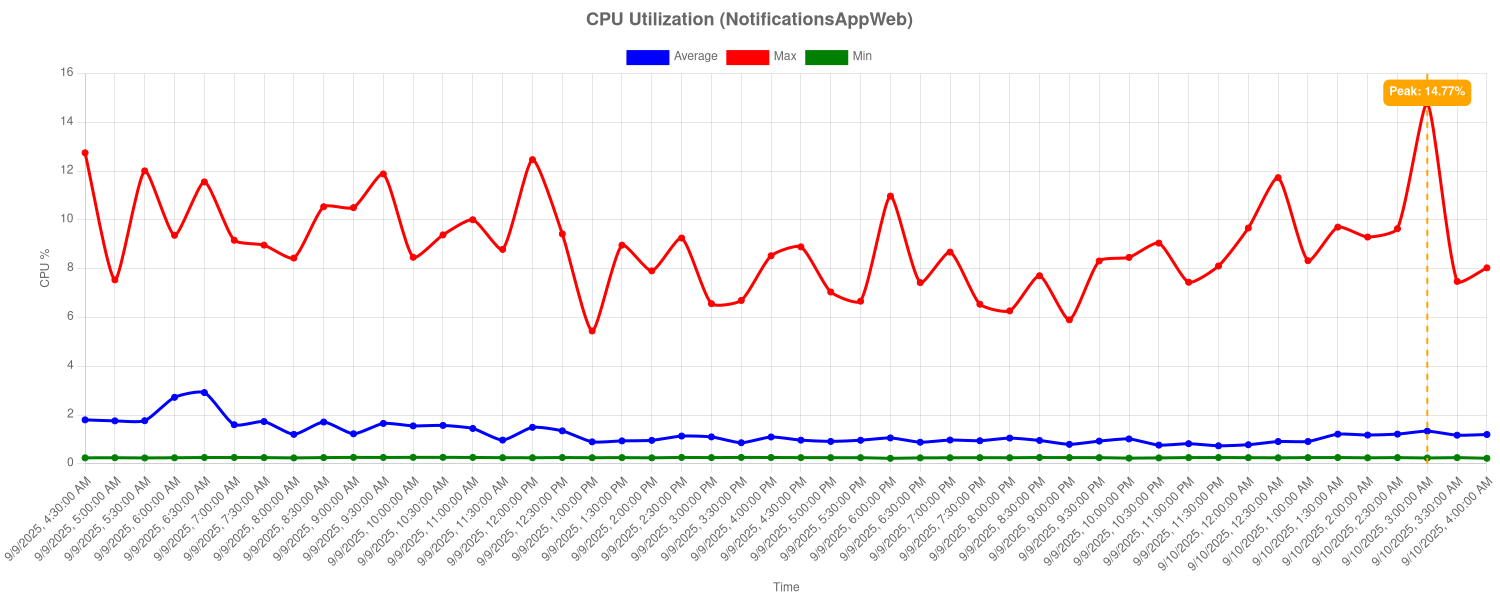 CPU Utilization (NotificationsAppWeb)
Average Max Min
16
Peak: 14.77%
14
12
10
8
6
4
2
0
CPU %
9/9/2025, 4:30:00 AM
9/9/2025, 5:00:00 AM
9/9/2025, 5:30:00 AM
9/9/2025, 6:00:00 AM
9/9/2025, 6:30:00 AM
9/9/2025, 7:00:00 AM
9/9/2025, 7:30:00 AM
9/9/2025, 8:00:00 AM
9/9/2025, 8:30:00 AM
9/9/2025, 9:00:00 AM
9/9/2025, 9:30:00 AM
9/9/2025, 10:00:00 AM
9/9/2025, 10:30:00 AM
9/9/2025, 11:00:00 AM
9/9/2025, 11:30:00 AM
9/9/2025, 12:00:00 PM
9/9/2025, 12:30:00 PM
9/9/2025, 1:00:00 PM
9/9/2025, 1:30:00 PM
9/9/2025, 2:00:00 PM
9/9/2025, 2:30:00 PM
9/9/2025, 3:00:00 PM
9/9/2025, 3:30:00 PM
9/9/2025, 4:00:00 PM
9/9/2025, 4:30:00 PM
9/9/2025, 5:00:00 PM
9/9/2025, 5:30:00 PM
9/9/2025, 6:00:00 PM
9/9/2025, 6:30:00 PM
9/9/2025, 7:00:00 PM
9/9/2025, 7:30:00 PM
9/9/2025, 8:00:00 PM
9/9/2025, 8:30:00 PM
9/9/2025, 9:00:00 PM
9/9/2025, 9:30:00 PM
9/9/2025, 10:00:00 PM
9/9/2025, 10:30:00 PM
9/9/2025, 11:00:00 PM
9/9/2025, 11:30:00 PM
9/10/2025, 12:00:00 AM
9/10/2025, 12:30:00 AM
9/10/2025, 1:00:00 AM
9/10/2025, 1:30:00 AM
9/10/2025, 2:00:00 AM
9/10/2025, 2:30:00 AM
9/10/2025, 3:00:00 AM
9/10/2025, 3:30:00 AM
9/10/2025, 4:00:00 AM
Time